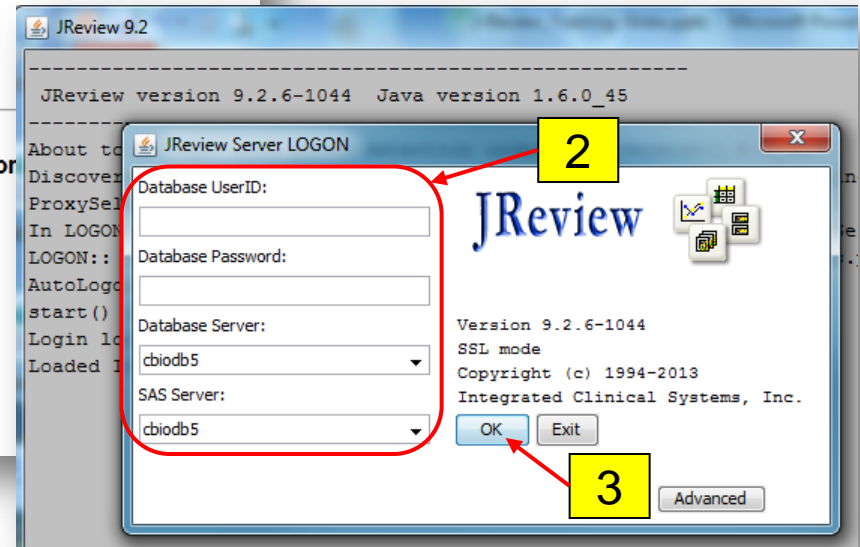 JReview 9.2
JReview version 9.2.6-1044 Java version 1.6.0_45
About to
Discover
ProxySel
In LOGON
LOGON::
AutoLogo
start()
Login lo
Loaded I
JReview Server LOGON
2
Database UserID:
Database Password:
Database Server:
cbiodb5
SAS Server:
cbiodb5
JReview
Version 9.2.6-1044
SSL mode
Copyright (c) 1994-2013
Integrated Clinical Systems, Inc.
OK Exit
3
Advanced